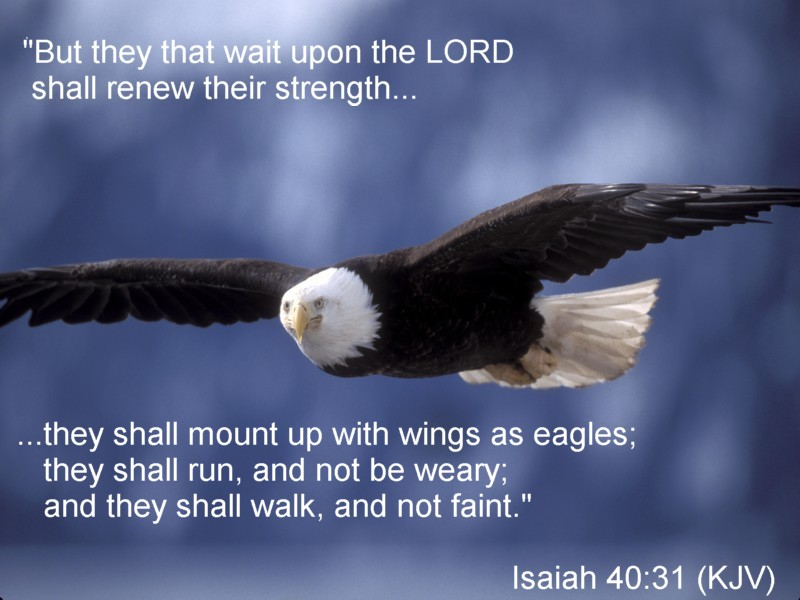 "But they that wait upon the LORD
shall renew their strength...
...they shall mount up with wings as eagles;
they shall run, and not be weary;
and they shall walk, and not faint."
Isaiah 40:31 (KJV)